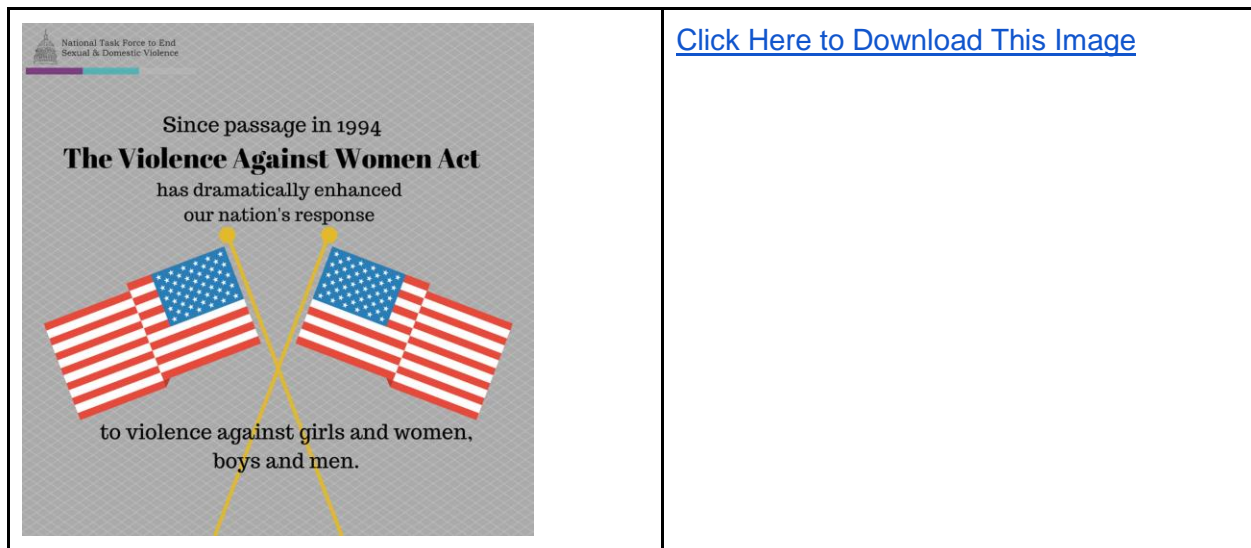 National Task Force to End
Sexual & Domestic Violence
Since passage in 1994
The Violence Against Women Act
has dramatically enhanced
our nation's response
to violence against girls and women,
boys and men.
Click Here to Download This Image